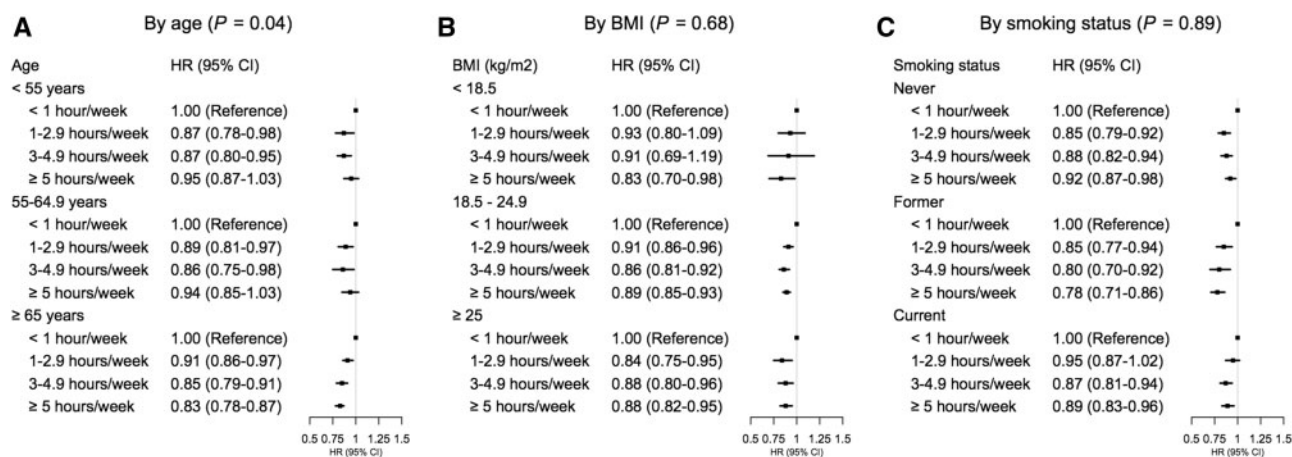 A By age (P = 0.04)
Age HR (95% CI)
< 55 years
< 1 hour/week 1.00 (Reference)
1-2.9 hours/week 0.87 (0.78-0.98)
3-4.9 hours/week 0.87 (0.80-0.95)
≥ 5 hours/week 0.95 (0.87-1.03)
55-64.9 years
< 1 hour/week 1.00 (Reference)
1-2.9 hours/week 0.89 (0.81-0.97)
3-4.9 hours/week 0.86 (0.75-0.98)
≥ 5 hours/week 0.94 (0.85-1.03)
≥ 65 years
< 1 hour/week 1.00 (Reference)
1-2.9 hours/week 0.91 (0.86-0.97)
3-4.9 hours/week 0.85 (0.79-0.91)
≥ 5 hours/week 0.83 (0.78-0.87)
0.5 0.75 1 1.25 1.5
HR (95% CI)
B By BMI (P = 0.68)
BMI (kg/m2) HR (95% CI)
< 18.5
< 1 hour/week 1.00 (Reference)
1-2.9 hours/week 0.93 (0.80-1.09)
3-4.9 hours/week 0.91 (0.69-1.19)
≥ 5 hours/week 0.83 (0.70-0.98)
18.5 - 24.9
< 1 hour/week 1.00 (Reference)
1-2.9 hours/week 0.91 (0.86-0.96)
3-4.9 hours/week 0.86 (0.81-0.92)
≥ 5 hours/week 0.89 (0.85-0.93)
≥ 25
< 1 hour/week 1.00 (Reference)
1-2.9 hours/week 0.84 (0.75-0.95)
3-4.9 hours/week 0.88 (0.80-0.96)
≥ 5 hours/week 0.88 (0.82-0.95)
0.5 0.75 1 1.25 1.5
HR (95% CI)
C By smoking status (P = 0.89)
Smoking status HR (95% CI)
Never
< 1 hour/week 1.00 (Reference)
1-2.9 hours/week 0.85 (0.79-0.92)
3-4.9 hours/week 0.88 (0.82-0.94)
≥ 5 hours/week 0.92 (0.87-0.98)
Former
< 1 hour/week 1.00 (Reference)
1-2.9 hours/week 0.85 (0.77-0.94)
3-4.9 hours/week 0.80 (0.70-0.92)
≥ 5 hours/week 0.78 (0.71-0.86)
Current
< 1 hour/week 1.00 (Reference)
1-2.9 hours/week 0.95 (0.87-1.02)
3-4.9 hours/week 0.87 (0.81-0.94)
≥ 5 hours/week 0.89 (0.83-0.96)
0.5 0.75 1 1.25 1.5
HR (95% CI)